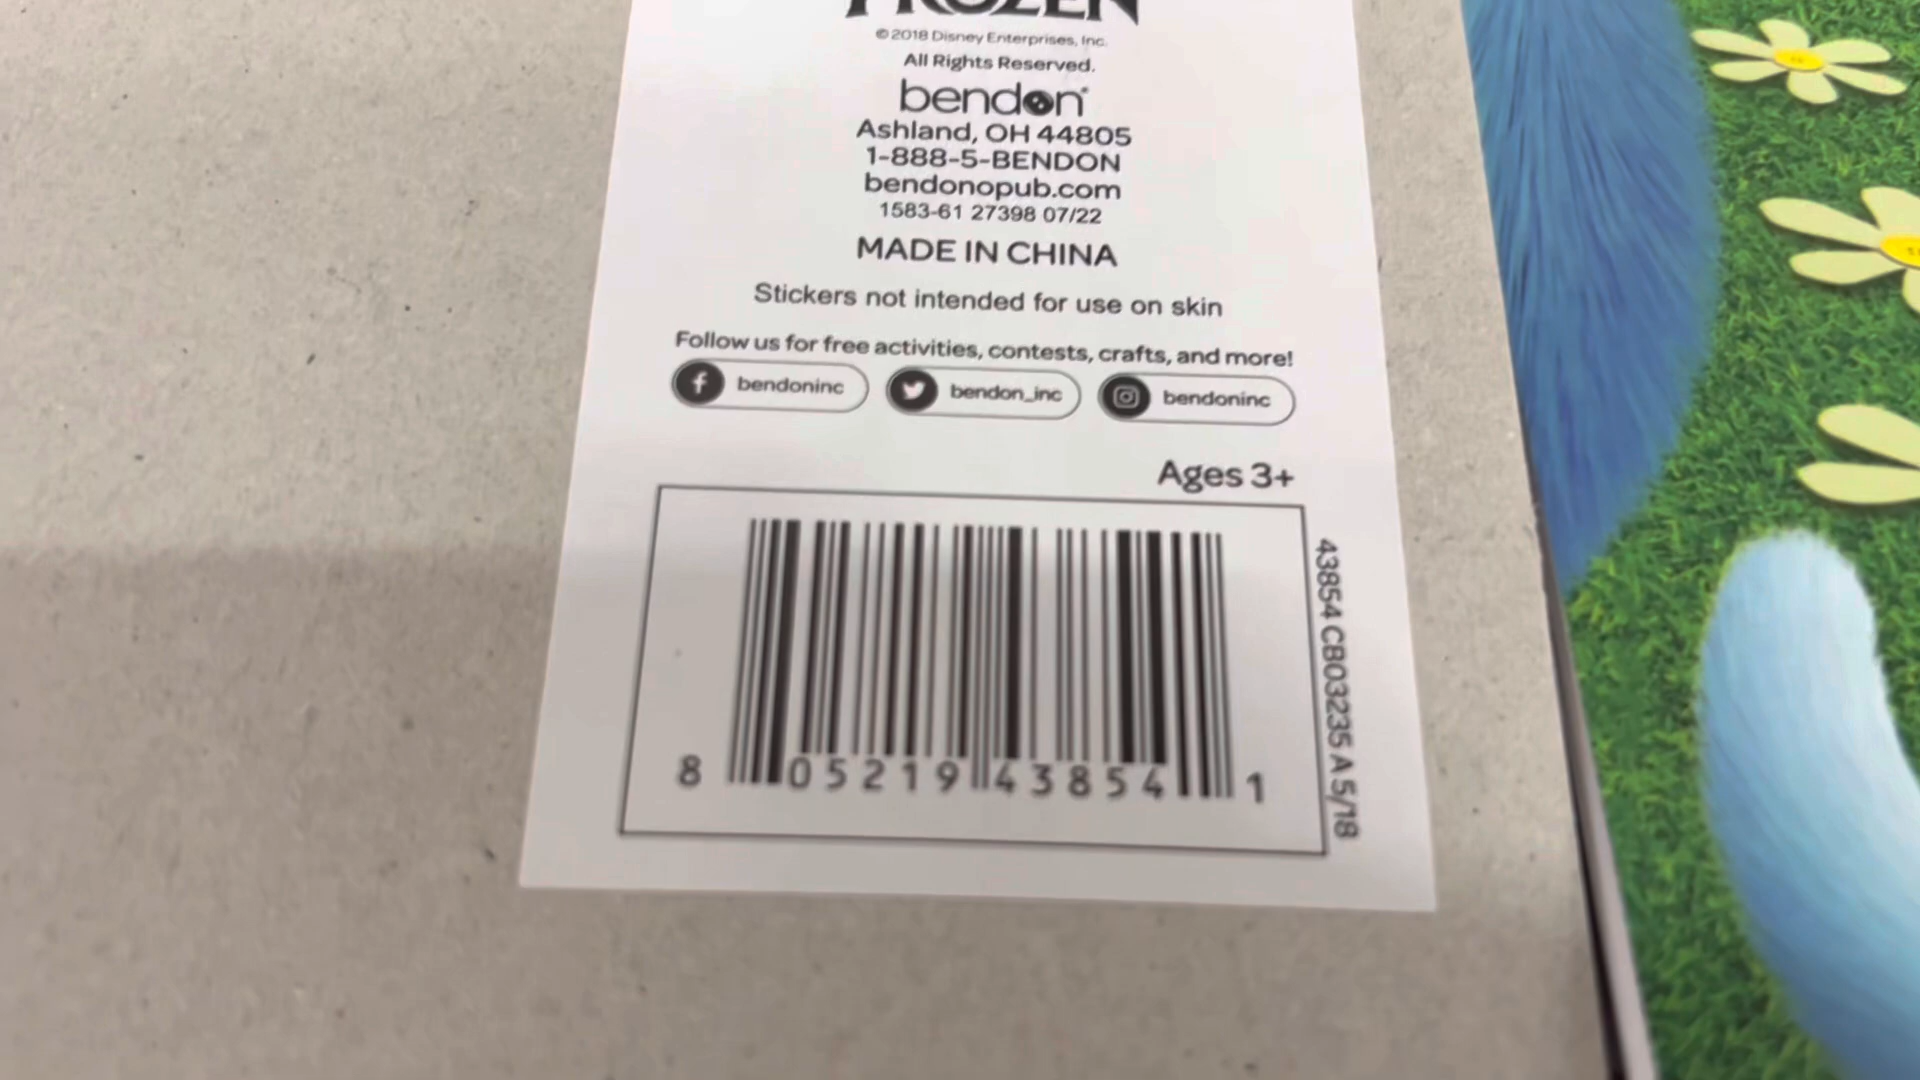 FROZEN
© 2018 Disney Enterprises, Inc.
All Rights Reserved.
bendon
Ashland, OH 44805
1-888-5-BENDON
bendonopub.com
1583-61 27398 07/22
MADE IN CHINA
Stickers not intended for use on skin
Follow us for free activities, contests, crafts, and more!
bendoninc bendon_inc bendoninc
Ages 3+
8 05219 43854 1
43854 CB03235 A 5/18